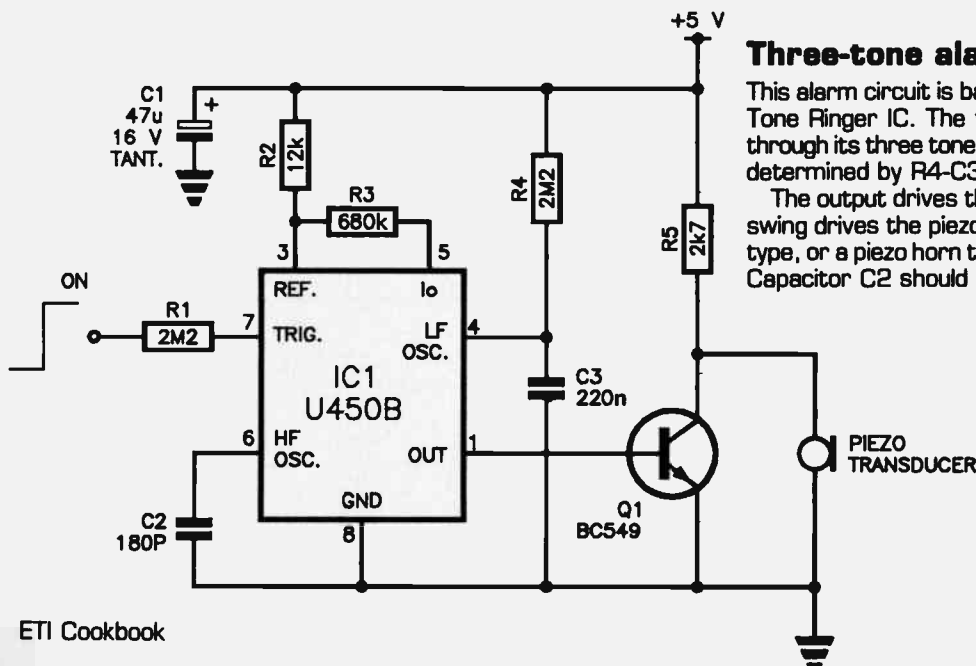 +5 V
Three-tone
This alarm circuit is
Tone Ringer IC. The
through its three tone
determined by R4-C3
The output drives
swing drives the piezo
type, or a piezo horn
Capacitor C2 should
C1
47u
16 V
TANT.
+
R2
12k
R3
680k
R4
2M2
R5
2k7
3
5
ON
R1
2M2
7
REF.
Io
TRIG.
LF
OSC.
4
IC1
U450B
C3
220n
6
HF
OSC.
OUT
1
GND
8
C2
180P
Q1
BC549
PIEZO
TRANSDUCER
ETI Cookbook